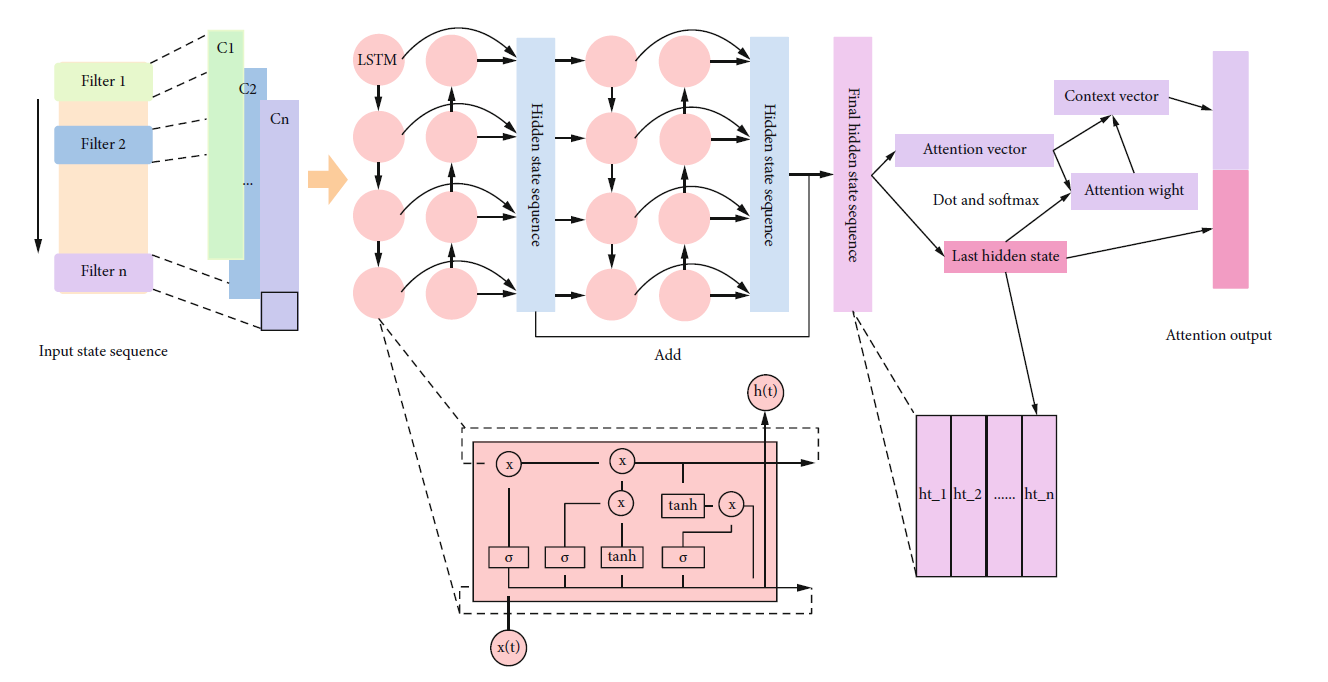 Filter 1
Filter 2
Filter n
Input state sequence
C1
C2
Cn
...
LSTM
Hidden state sequence
Hidden state sequence
Add
Final hidden state sequence
Attention vector
Context vector
Attention wight
Dot and softmax
Last hidden state
Attention output
h(t)
x
x
x
tanh
x
σ
σ
tanh
σ
x(t)
ht_1
ht_2
......
ht_n